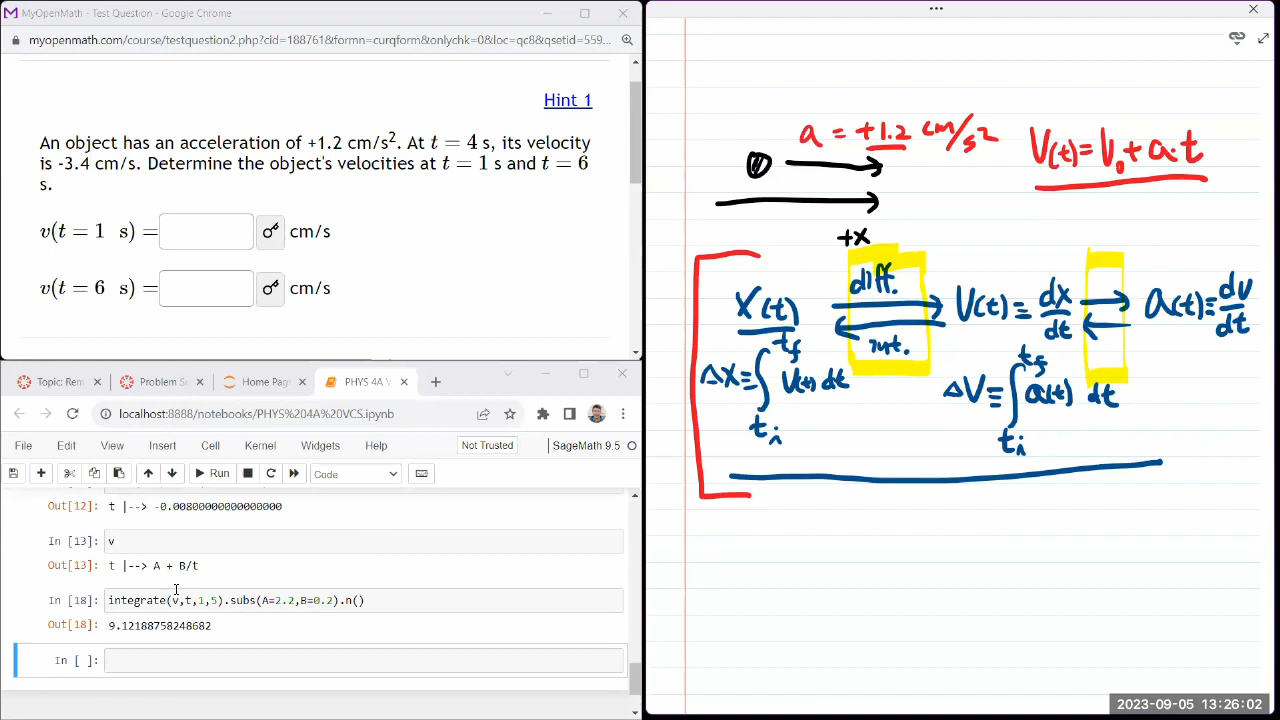 MyOpenMath - Test Question - Google Chrome
myopenmath.com/course/testquestion2.php?cid=188761&formn=curqform&onlychk=0&loc=qc8&qsetid=559...
Hint 1
An object has an acceleration of +1.2 cm/s². At t = 4 s, its velocity
is -3.4 cm/s. Determine the object's velocities at t = 1 s and t = 6
s.
v(t = 1 s) = cm/s
v(t = 6 s) = cm/s
Topic: Rem
Problem S
Home Page
PHYS 4A V
localhost:8888/notebooks/PHYS%204A%20VCS.ipynb
File Edit View Insert Cell Kernel Widgets Help Not Trusted SageMath 9.5
Run Code
Out[12]: t |--> -0.00800000000000000
In [13]: v
Out[13]: t |--> A + B/t
In [18]: integrate(v,t,1,5).subs(A=2.2,B=0.2).n()
Out[18]: 9.12188758248682
In [ ]:
a = +1.2 cm/s²
V(t) = V₀ + a·t
+x
diff.
x(t) V(t) ≡ dx/dt a(t) ≡ dv/dt
int.
Δx ≡ ∫ V(t) dt
tf
ti
ΔV ≡ ∫ a(t) dt
tf
ti
2023-09-05 13:26:02